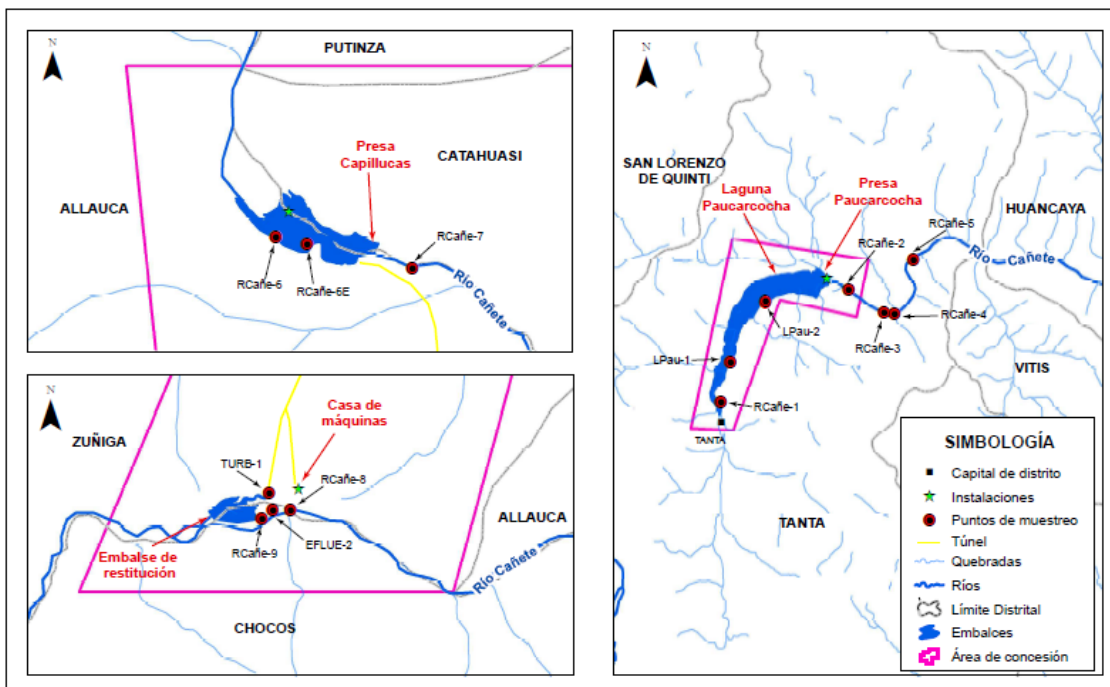 N
PUTINZA
Presa
Capillucas
CATAHUASI
ALLAUCA
RCañe-7
RCañe-6
RCañe-6E
Río Cañete
N
Casa de
máquinas
ZUÑIGA
TURB-1
RCañe-8
ALLAUCA
EFLUE-2
RCañe-9
Embalse de
restitución
Río Cañete
CHOCOS
N
SAN LORENZO
DE QUINTI
Laguna
Paucarcocha
Presa
Paucarcocha
HUANCAYA
RCañe-5
RCañe-2
Río Cañete
LPau-2
RCañe-4
RCañe-3
LPau-1
VITIS
RCañe-1
TANTA
TANTA
SIMBOLOGÍA
Capital de distrito
Instalaciones
Puntos de muestreo
Túnel
Quebradas
Ríos
Límite Distrital
Embalces
Área de concesión